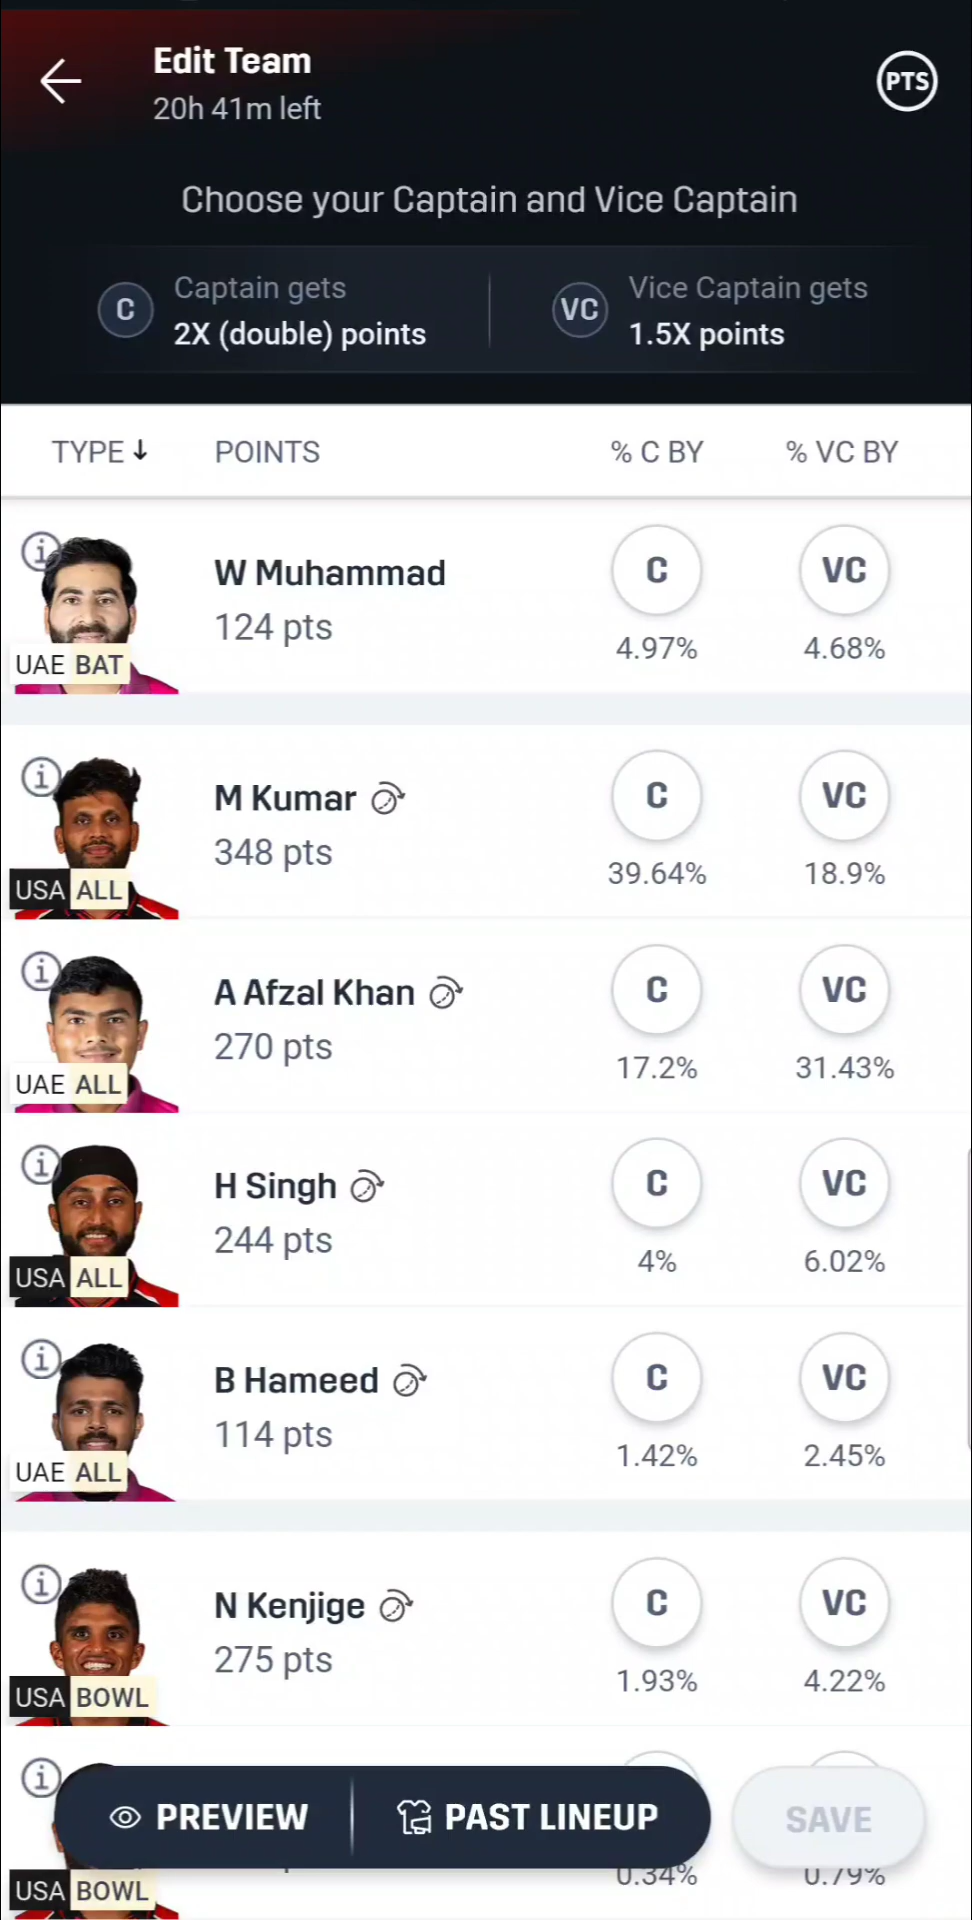 Edit Team
20h 41m left
PTS
Choose your Captain and Vice Captain
C
Captain gets
2X (double) points
VC
Vice Captain gets
1.5X points
TYPE ↓ POINTS % C BY % VC BY
W Muhammad
124 pts
UAE BAT
C
4.97%
VC
4.68%
M Kumar
348 pts
USA ALL
C
39.64%
VC
18.9%
A Afzal Khan
270 pts
UAE ALL
C
17.2%
VC
31.43%
H Singh
244 pts
USA ALL
C
4%
VC
6.02%
B Hameed
114 pts
UAE ALL
C
1.42%
VC
2.45%
N Kenjige
275 pts
USA BOWL
C
1.93%
VC
4.22%
PREVIEW
PAST LINEUP
SAVE
USA BOWL
0.34%
0.79%